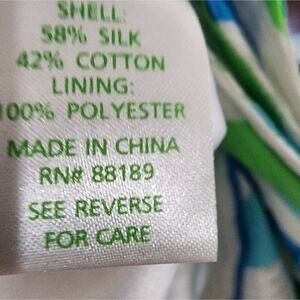 SHELL:
58% SILK
42% COTTON
LINING:
100% POLYESTER
MADE IN CHINA
RN# 88189
SEE REVERSE
FOR CARE